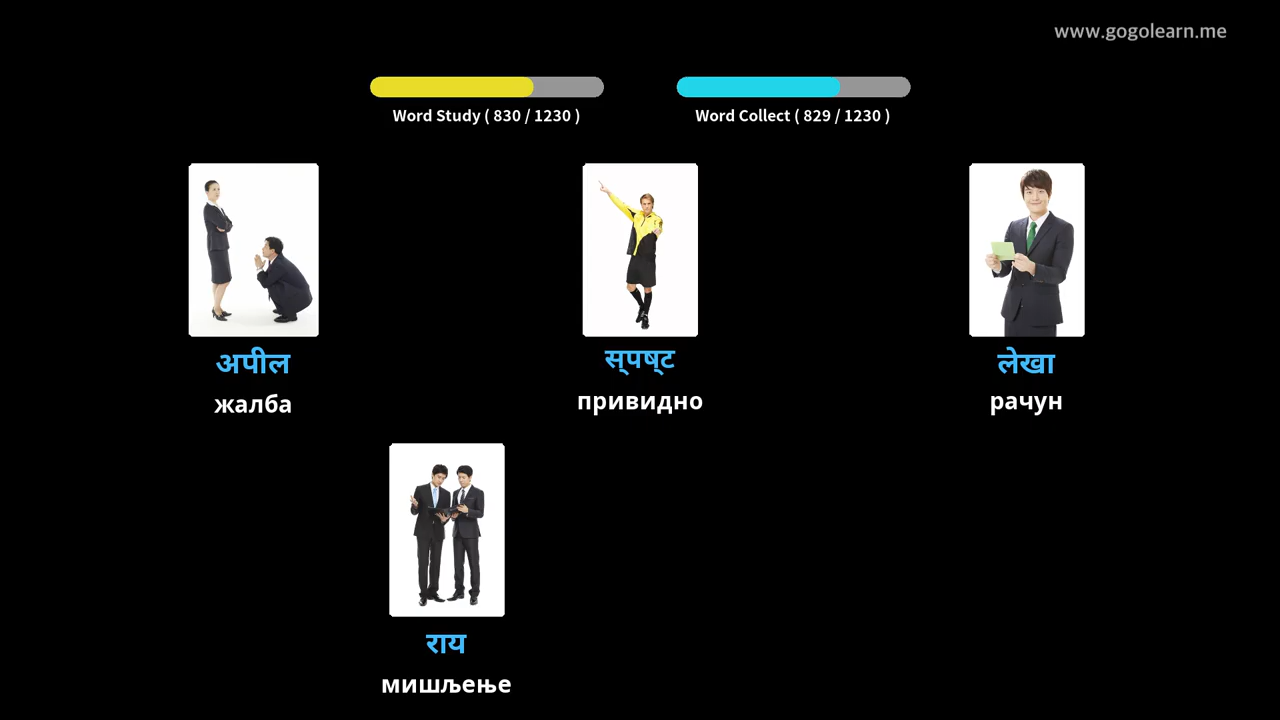 www.gogolearn.me
Word Study ( 830 / 1230 )
Word Collect ( 829 / 1230 )
अपील
жалба
स्पष्ट
привидно
लेखा
рачун
राय
мишљење